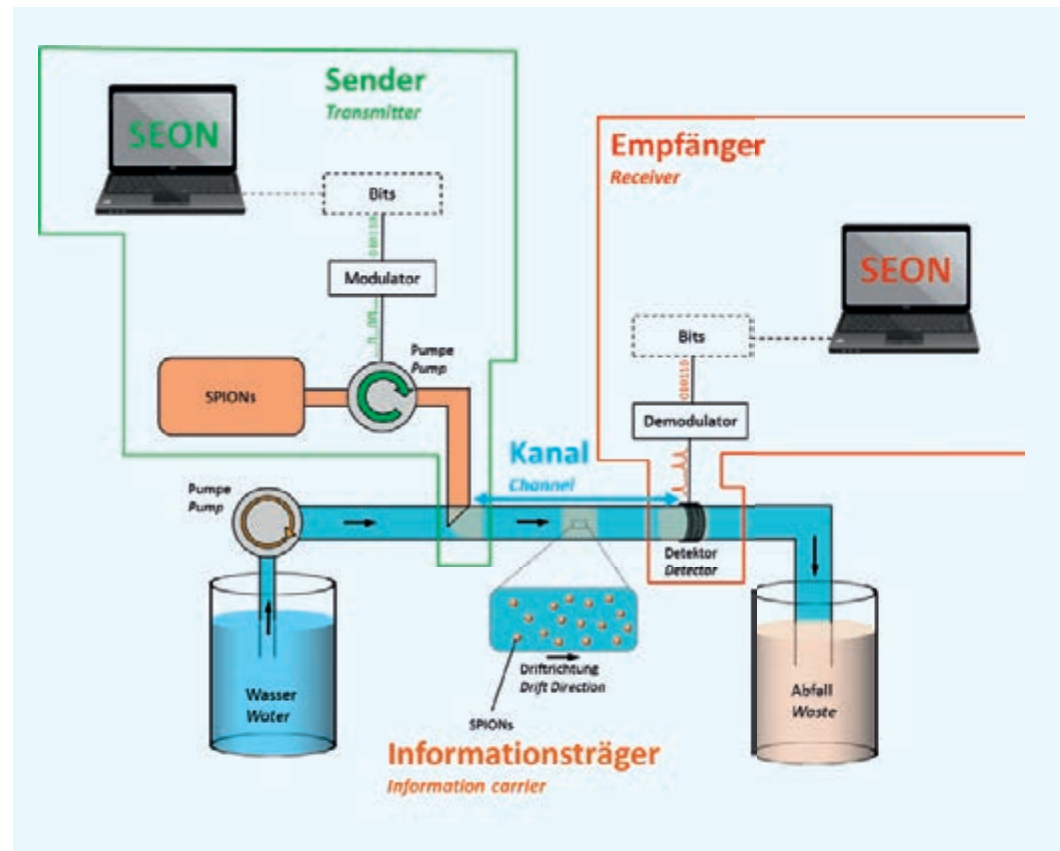 Sender
Transmitter
SEON
Bits
Modulator
Pumpe
Pump
SPIONs
Empfänger
Receiver
SEON
Bits
Demodulator
Kanal
Channel
Pumpe
Pump
Detektor
Detector
Wasser
Water
Driftrichtung
Drift Direction
SPIONs
Abfall
Waste
Informationsträger
Information carrier